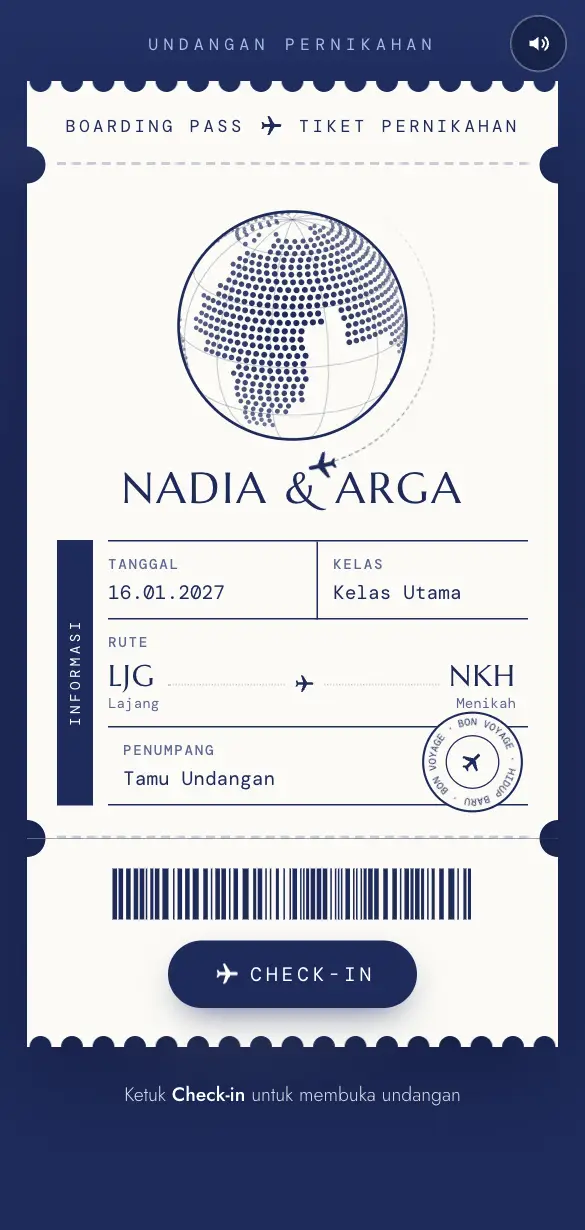 UNDANGAN PERNIKAHAN
BOARDING PASS TIKET PERNIKAHAN
NADIA & ARGA
INFORMASI
TANGGAL
16.01.2027
KELAS
Kelas Utama
RUTE
LJG
Lajang
NKH
Menikah
PENUMPANG
Tamu Undangan
BON VOYAGE · BON VOYAGE · HIDUP BARU ·
CHECK-IN
Ketuk Check-in untuk membuka undangan